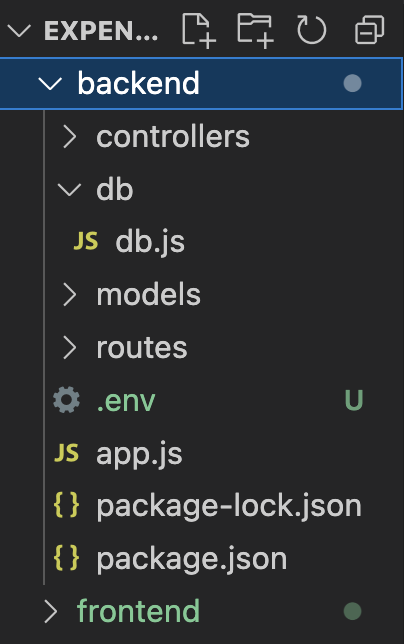 EXPEN...
backend
controllers
db
JS db.js
models
routes
.env U
JS app.js
{} package-lock.json
{} package.json
frontend